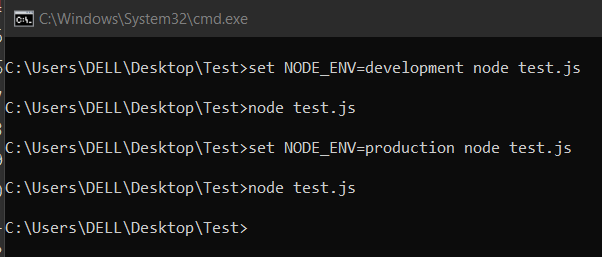 C:\Windows\System32\cmd.exe
C:\Users\DELL\Desktop\Test>set NODE_ENV=development node test.js
C:\Users\DELL\Desktop\Test>node test.js
C:\Users\DELL\Desktop\Test>set NODE_ENV=production node test.js
C:\Users\DELL\Desktop\Test>node test.js
C:\Users\DELL\Desktop\Test>